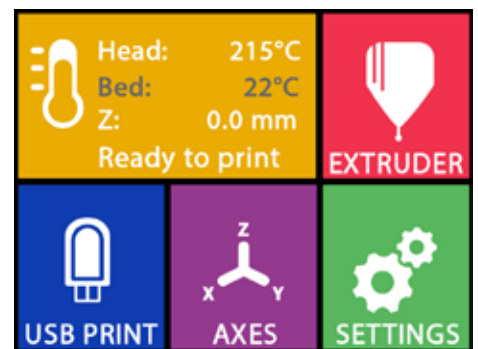 Head: 215°C
Bed: 22°C
Z: 0.0 mm
Ready to print
EXTRUDER
Z
X Y
USB PRINT
AXES
SETTINGS